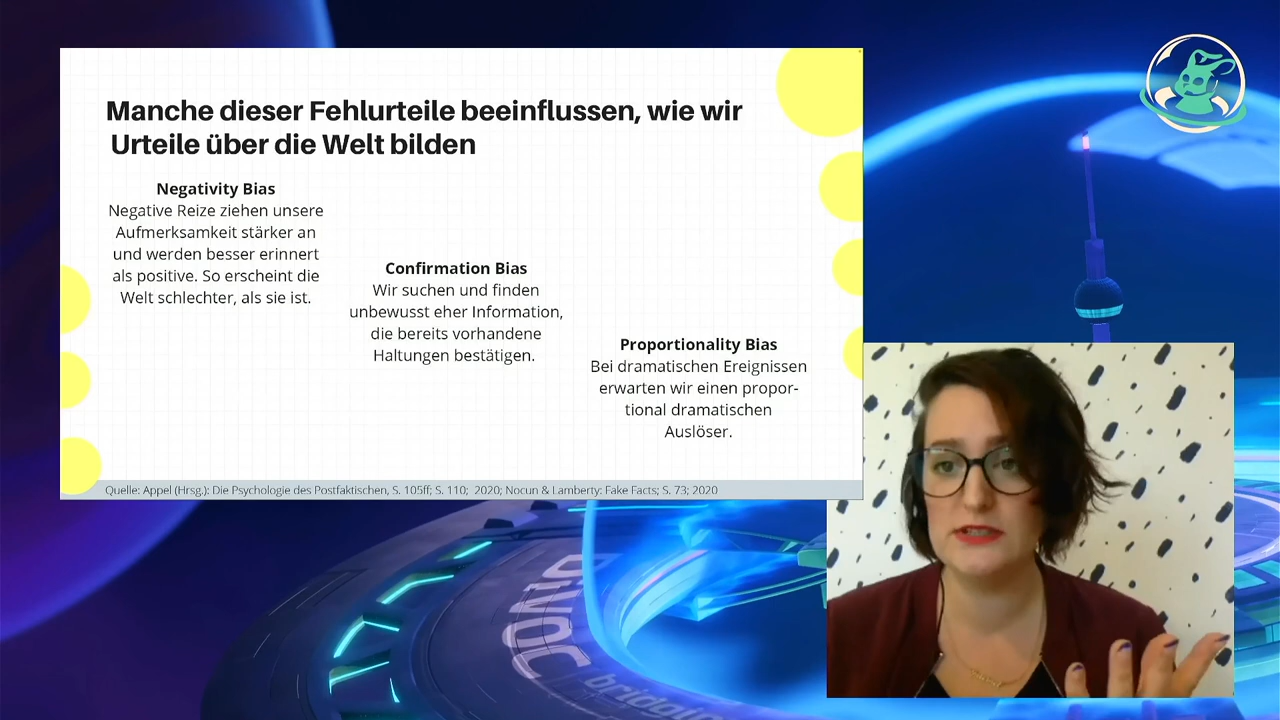 Manche dieser Fehlurteile beeinflussen, wie wir
Urteile über die Welt bilden
Negativity Bias
Negative Reize ziehen unsere
Aufmerksamkeit stärker an
und werden besser erinnert
als positive. So erscheint die
Welt schlechter, als sie ist.
Confirmation Bias
Wir suchen und finden
unbewusst eher Information,
die bereits vorhandene
Haltungen bestätigen.
Proportionality Bias
Bei dramatischen Ereignissen
erwarten wir einen propor-
tional dramatischen
Auslöser.
Quelle: Appel (Hrsg.): Die Psychologie des Postfaktischen, S. 105ff; S. 110; 2020; Nocun & Lamberty: Fake Facts; S. 73; 2020